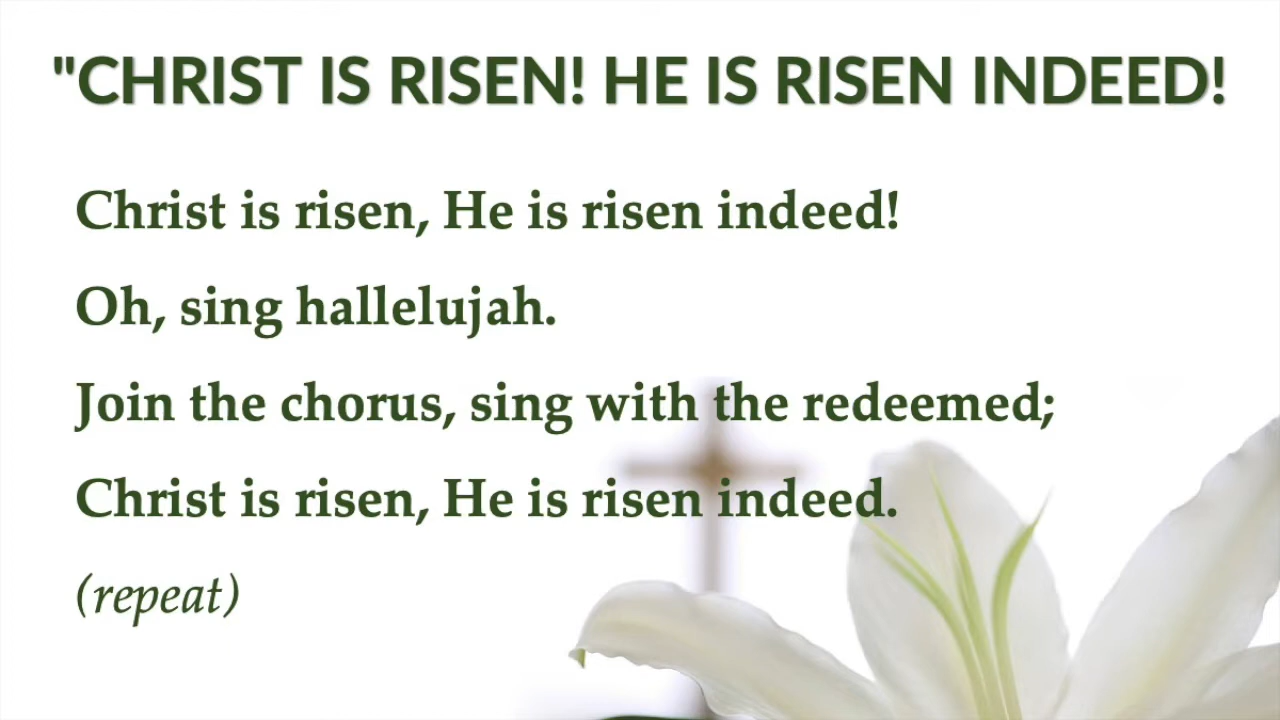 "CHRIST IS RISEN! HE IS RISEN INDEED!
Christ is risen, He is risen indeed!
Oh, sing hallelujah.
Join the chorus, sing with the redeemed;
Christ is risen, He is risen indeed.
(repeat)